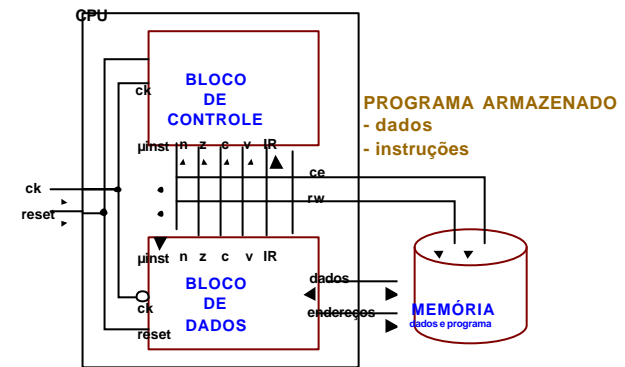 CPU
BLOCO
DE
CONTROLE
ck
PROGRAMA ARMAZENADO
- dados
- instruções
µinst n z c v IR
ce
rw
ck
reset
µinst n z c v IR
BLOCO
DE
DADOS
ck
reset
dados
endereços
MEMÓRIA
dados e programa